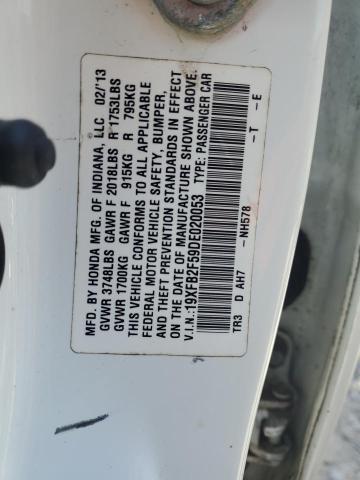 MFD. BY HONDA MFG. OF INDIANA, LLC 02/'13
GVWR 3748LBS GAWR F 2018LBS R 1753LBS
GVWR 1700KG GAWR F 915KG R 795KG
THIS VEHICLE CONFORMS TO ALL APPLICABLE
FEDERAL MOTOR VEHICLE SAFETY, BUMPER,
AND THEFT PREVENTION STANDARDS IN EFFECT
ON THE DATE OF MANUFACTURE SHOWN ABOVE.
V.I.N.: 19XFB2F59DE020053 TYPE: PASSENGER CAR
TR3 D AH7 -NH578 -T -E